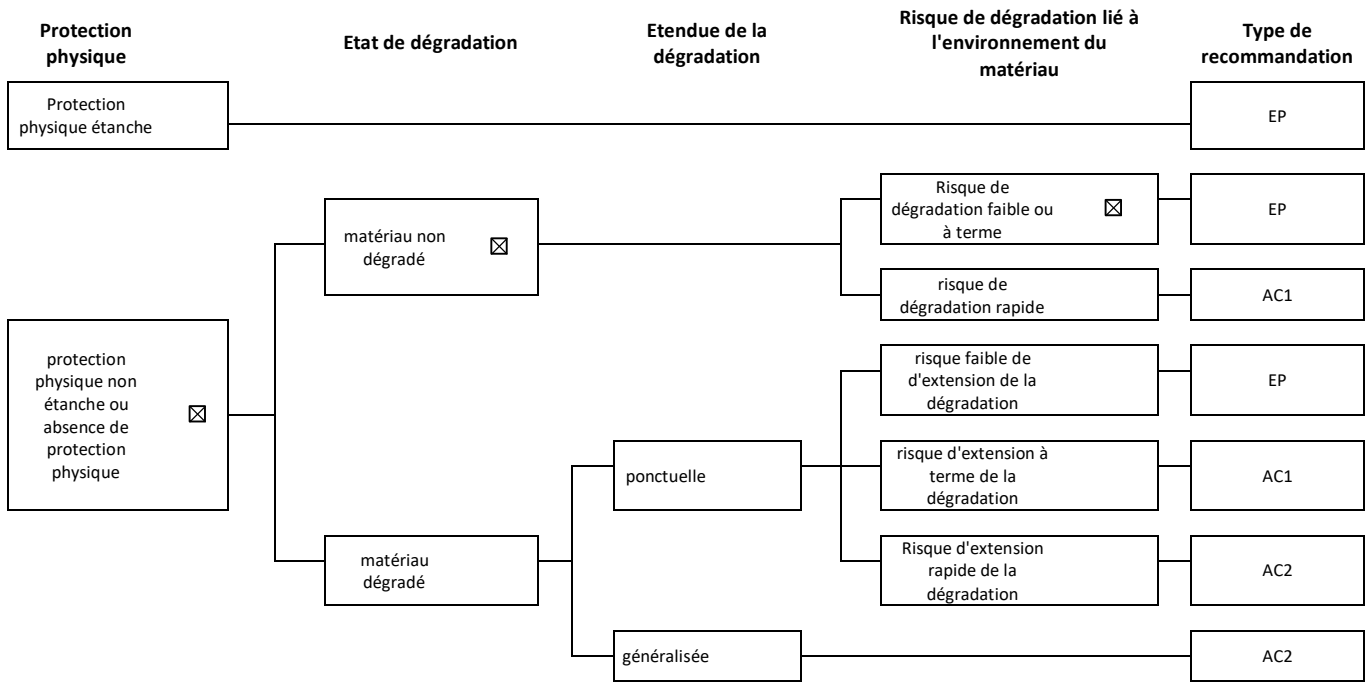 Protection
physique
Etat de dégradation
Etendue de la
dégradation
Risque de dégradation lié à
l'environnement du
matériau
Type de
recommandation
Protection
physique étanche
EP
matériau non
dégradé ☒
Risque de
dégradation faible ou ☒
à terme
EP
risque de
dégradation rapide
AC1
protection
physique non
étanche ou
absence de ☒
protection
physique
risque faible de
d'extension de la
dégradation
EP
ponctuelle
risque d'extension à
terme de la
dégradation
AC1
matériau
dégradé
Risque d'extension
rapide de la
dégradation
AC2
généralisée
AC2